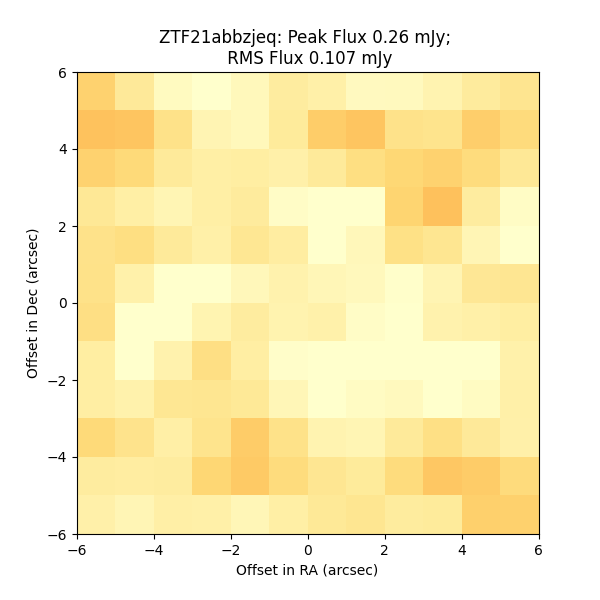 ZTF21abbzjeq: Peak Flux 0.26 mJy;
RMS Flux 0.107 mJy
6
4
2
0
−2
−4
−6
Offset in Dec (arcsec)
−6 −4 −2 0 2 4 6
Offset in RA (arcsec)